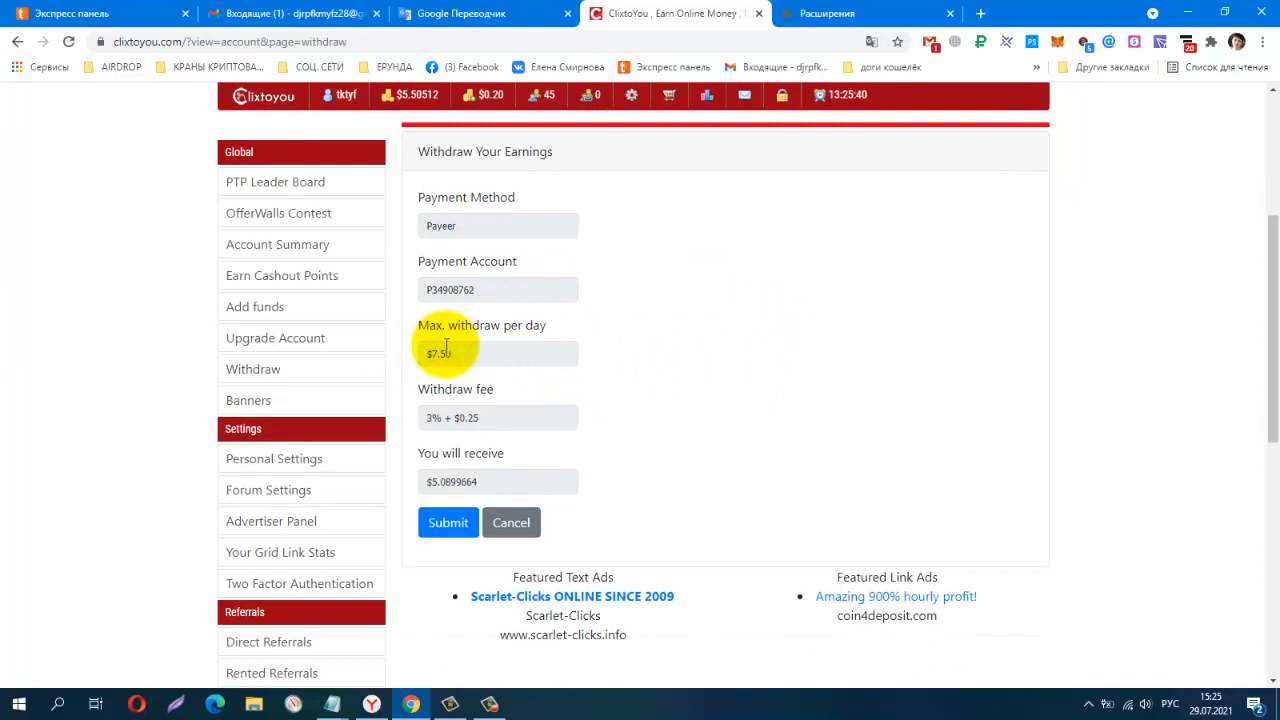 Экспресс панель
Входящие (1) - djrpfkmyfz28@g
Google Переводчик
ClixtoYou , Earn Online Money , 
Расширения
clixtoyou.com/?view=account&page=withdraw
1
5
20
Сервисы
AIRDROP
КРАНЫ КРИПТОВА...
СОЦ. СЕТИ
ЕРУНДА
(3) Facebook
Елена Смирнова
Экспресс панель
Входящие - djrpfk...
доги кошелёк
»
Другие закладки
Список для чтения
Clixtoyou
tktyf
$5.50512
$0.20
45
0
13:25:40
Global
PTP Leader Board
OfferWalls Contest
Account Summary
Earn Cashout Points
Add funds
Upgrade Account
Withdraw
Banners
Settings
Personal Settings
Forum Settings
Advertiser Panel
Your Grid Link Stats
Two Factor Authentication
Referrals
Direct Referrals
Rented Referrals
Withdraw Your Earnings
Payment Method
Payeer
Payment Account
P34908762
Max. withdraw per day
$7.50
Withdraw fee
3% + $0.25
You will receive
$5.0899664
Submit
Cancel
Featured Text Ads
Scarlet-Clicks ONLINE SINCE 2009
Scarlet-Clicks
www.scarlet-clicks.info
Featured Link Ads
Amazing 900% hourly profit!
coin4deposit.com
РУС
15:25
29.07.2021
2